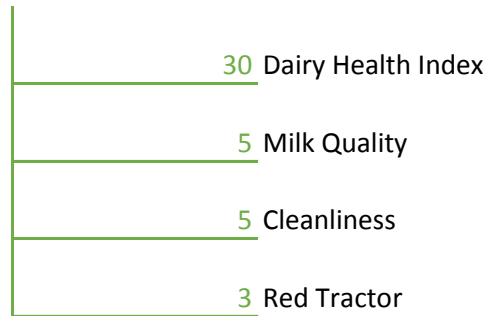 30 Dairy Health Index
5 Milk Quality
5 Cleanliness
3 Red Tractor